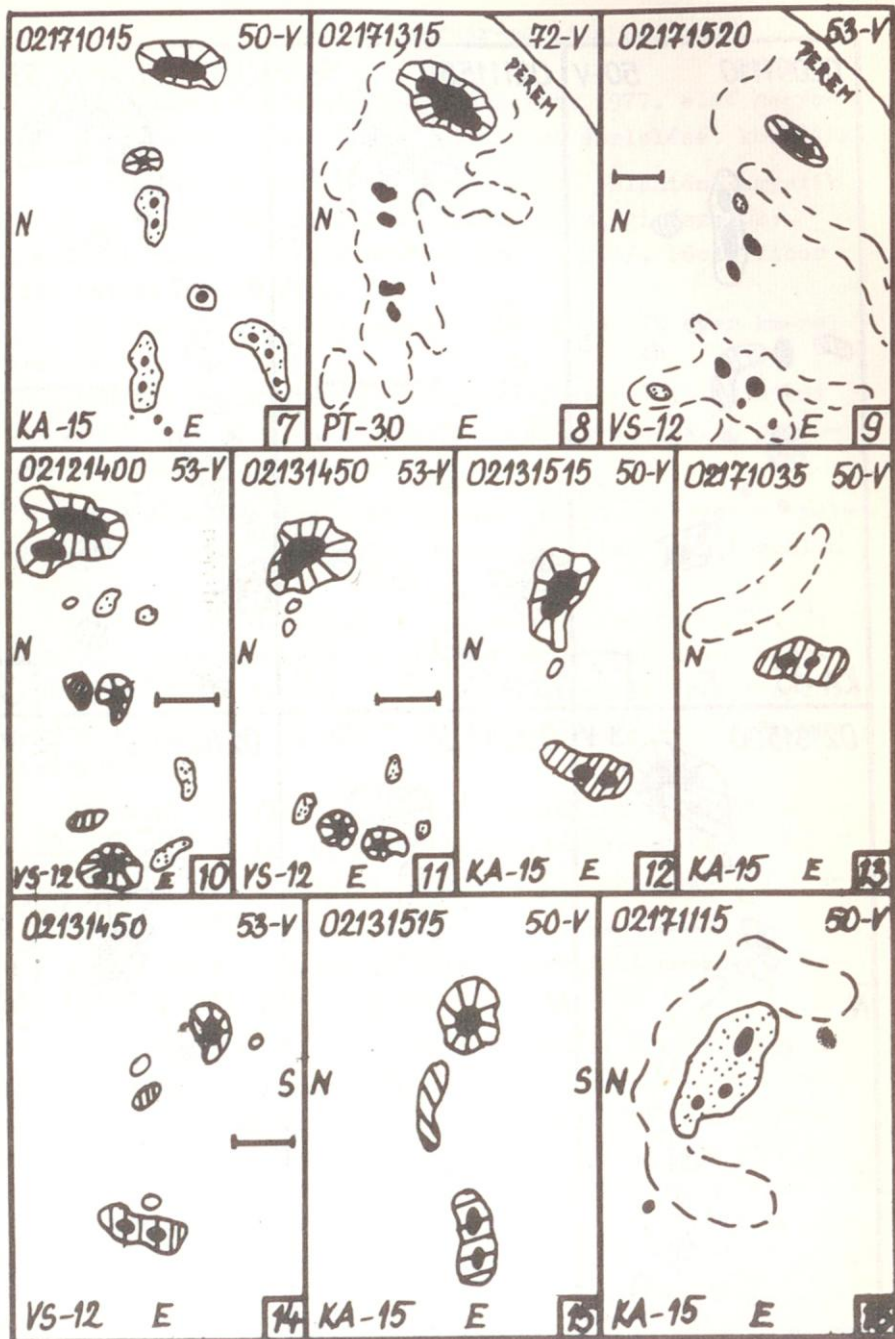 02171015 50-V
N
KA-15 E 7
02171315 72-V
PEREM
N
PT-30 E 8
02171520 53-V
PEREM
N
VS-12 E 9
02121400 53-V
N
VS-12 E 10
02131450 53-V
N
VS-12 E 11
02131515 50-V
KA-15 E 12
02171035 50-V
N
KA-15 E 13
02131450 53-V
S
VS-12 E 14
02131515 50-V
N S
KA-15 E 15
02171115 50-V
N
KA-15 E